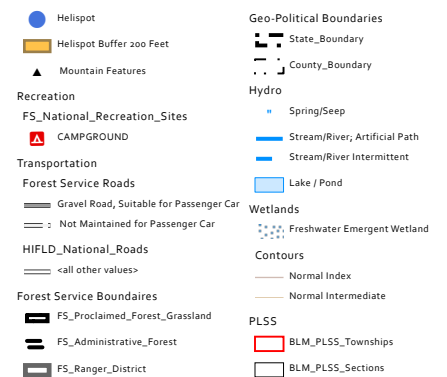 Helispot
Helispot Buffer 200 Feet
Mountain Features
Recreation
FS_National_Recreation_Sites
CAMPGROUND
Transportation
Forest Service Roads
Gravel Road, Suitable for Passenger Car
Not Maintained for Passenger Car
HIFLD_National_Roads
<all other values>
Forest Service Boundaires
FS_Proclaimed_Forest_Grassland
FS_Administrative_Forest
FS_Ranger_District
Geo-Political Boundaries
State_Boundary
County_Boundary
Hydro
Spring/Seep
Stream/River; Artificial Path
Stream/River Intermittent
Lake / Pond
Wetlands
Freshwater Emergent Wetland
Contours
Normal Index
Normal Intermediate
PLSS
BLM_PLSS_Townships
BLM_PLSS_Sections